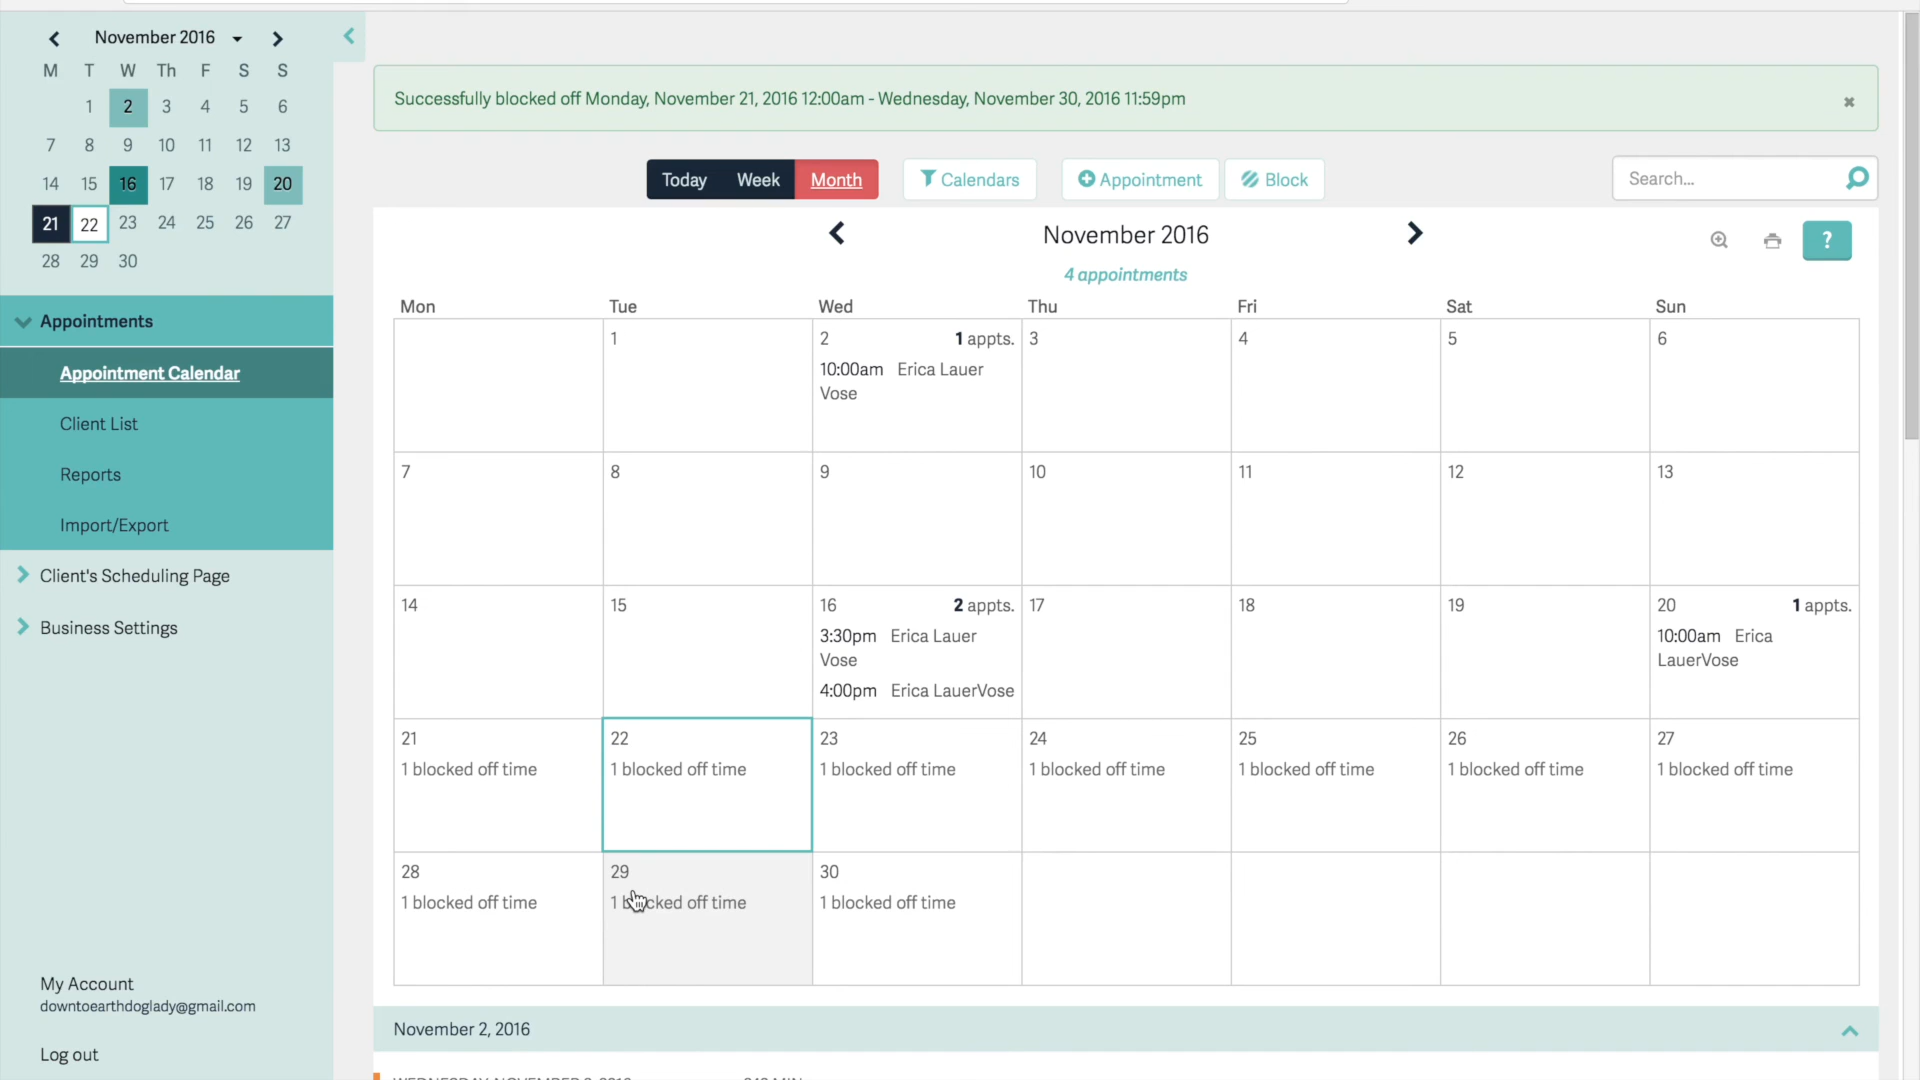 November 2016
M T W Th F S S
1 2 3 4 5 6
7 8 9 10 11 12 13
14 15 16 17 18 19 20
21 22 23 24 25 26 27
28 29 30
Appointments
Appointment Calendar
Client List
Reports
Import/Export
Client's Scheduling Page
Business Settings
My Account
downtoearthdoglady@gmail.com
Log out
Successfully blocked off Monday, November 21, 2016 12:00am - Wednesday, November 30, 2016 11:59pm
×
Today Week Month Calendars Appointment Block Search...
November 2016
?
4 appointments
Mon Tue Wed Thu Fri Sat Sun
1 2 1 appts. 3 4 5 6
10:00am Erica Lauer
Vose
7 8 9 10 11 12 13
14 15 16 2 appts. 17 18 19 20 1 appts.
3:30pm Erica Lauer 10:00am Erica
Vose LauerVose
4:00pm Erica LauerVose
21 22 23 24 25 26 27
1 blocked off time 1 blocked off time 1 blocked off time 1 blocked off time 1 blocked off time 1 blocked off time 1 blocked off time
28 29 30
1 blocked off time 1 blocked off time 1 blocked off time
November 2, 2016